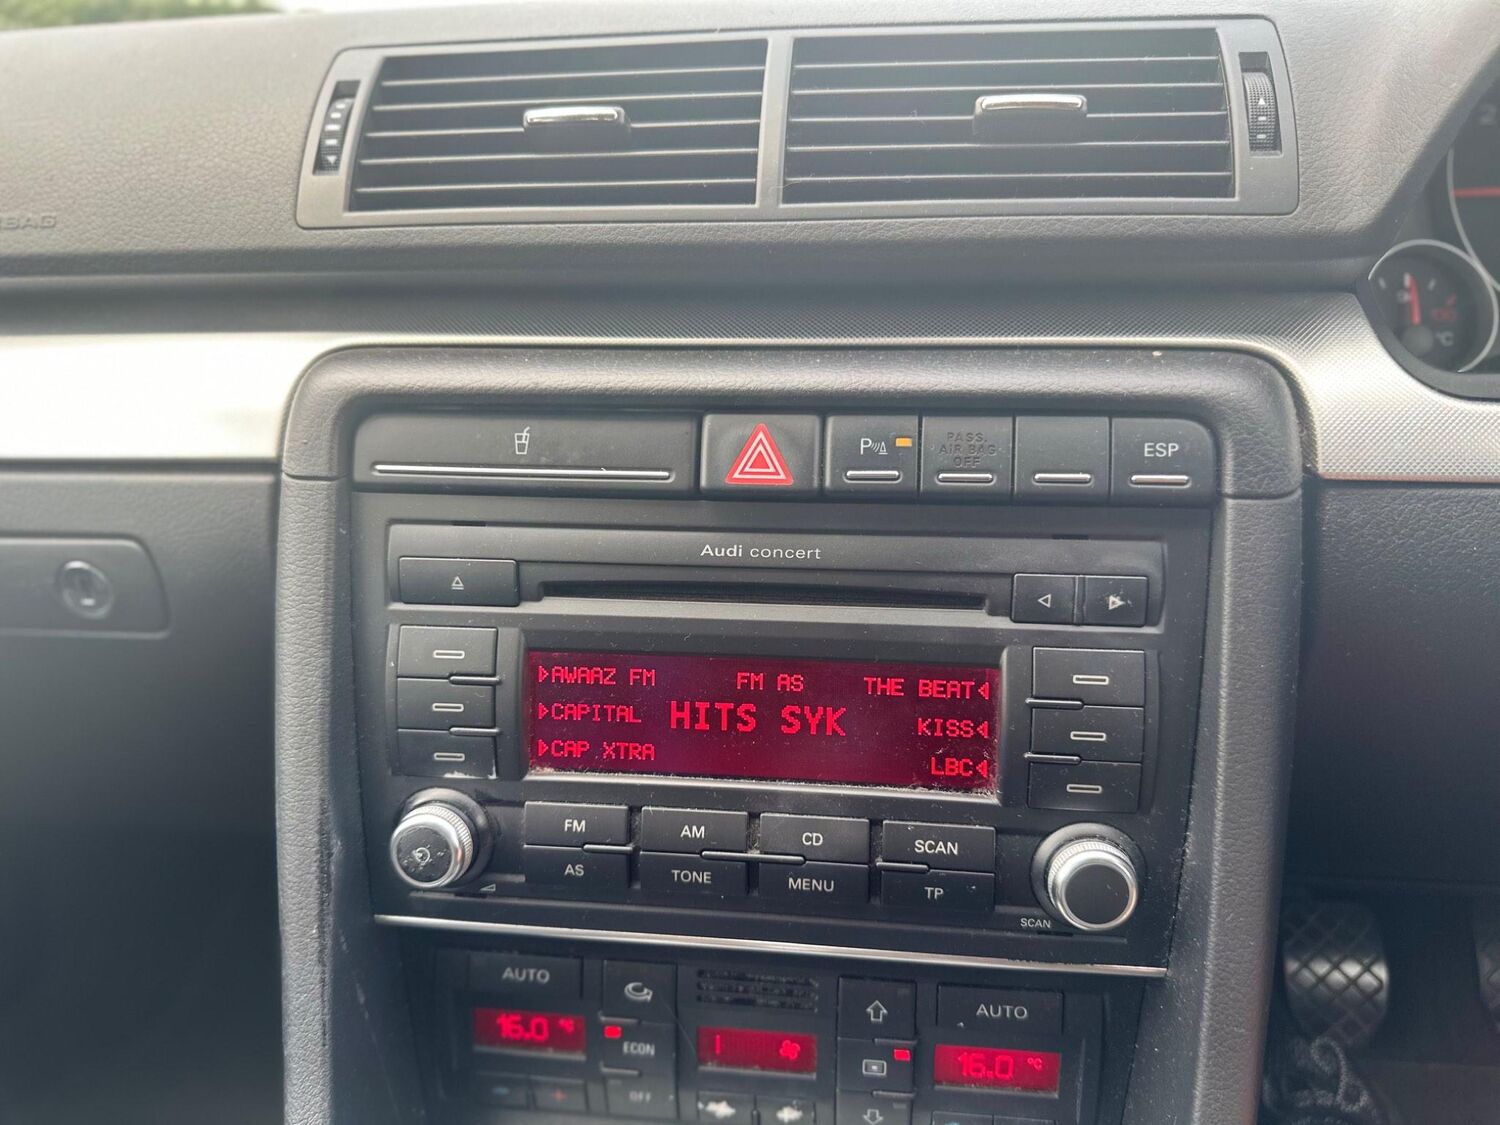 P
PASS.
AIR BAG
OFF
ESP
Audi concert
AWAAZ FM
FM AS
THE BEAT
CAPITAL
HITS SYK
KISS
CAP XTRA
LBC
FM
AM
CD
SCAN
AS
TONE
MENU
TP
SCAN
AUTO
AUTO
16.0 °C
ECON
1
16.0 °C
OFF